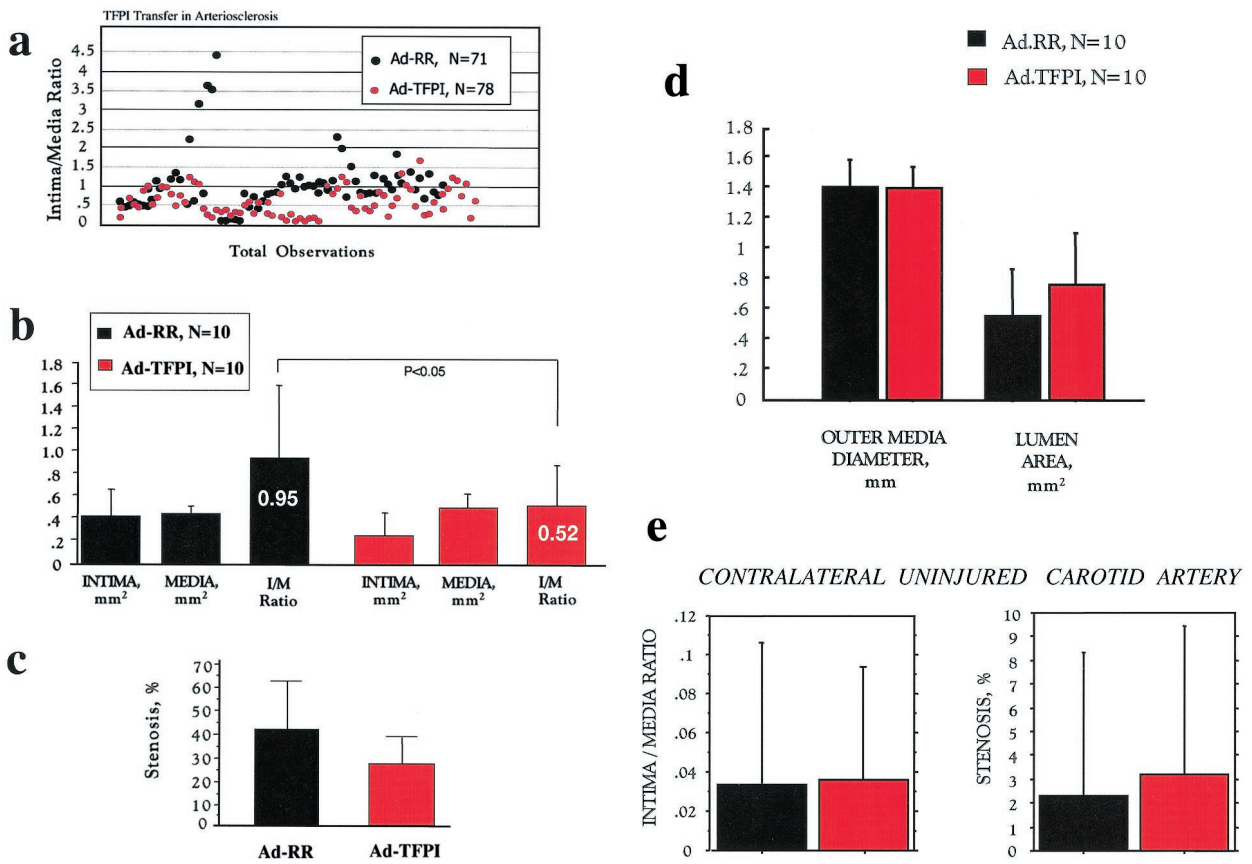 TFPI Transfer in Arteriosclerosis
a
Intima/Media Ratio
4.5
4
3.5
3
2.5
2
1.5
1
.5
0
Ad-RR, N=71
Ad-TFPI, N=78
Total Observations
b
Ad-RR, N=10
Ad-TFPI, N=10
1.8
1.6
1.4
1.2
1.0
.8
.6
.4
.2
0
P<0.05
0.95
0.52
INTIMA, mm²
MEDIA, mm²
I/M Ratio
INTIMA, mm²
MEDIA, mm²
I/M Ratio
c
Stenosis, %
70
60
50
40
30
20
10
0
Ad-RR
Ad-TFPI
d
Ad.RR, N=10
Ad.TFPI, N=10
1.8
1.6
1.4
1.2
1
.8
.6
.4
.2
0
OUTER MEDIA
DIAMETER,
mm
LUMEN
AREA,
mm²
e
CONTRALATERAL UNINJURED CAROTID ARTERY
INTIMA / MEDIA RATIO
.12
.1
.08
.06
.04
.02
0
STENOSIS, %
10
9
8
7
6
5
4
3
2
1
0